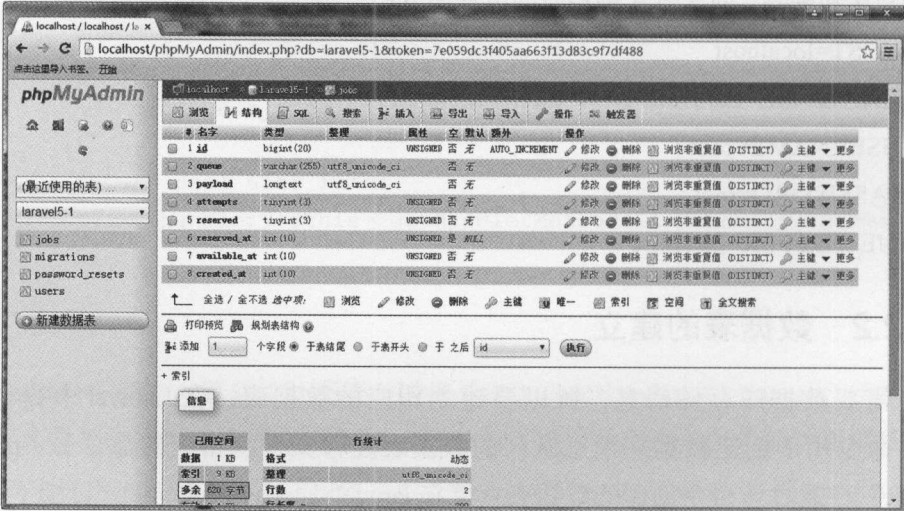 localhost / localhost / la ×
localhost/phpMyAdmin/index.php?db=laravel5-1&token=7e059dc3f405aa663f13d83c9f7df488
点击这里导入书签。 开始
phpMyAdmin
(最近使用的表) ...
laravel5-1
jobs
migrations
password_resets
users
新建数据表
localhost » laravel5-1 » jobs
浏览 结构 SQL 搜索 插入 导出 导入 操作 触发器
# 名字 类型 整理 属性 空 默认 额外 操作
1 id bigint(20) UNSIGNED 否 无 AUTO_INCREMENT 修改 删除 浏览非重复值 (DISTINCT) 主键 更多
2 queue varchar(255) utf8_unicode_ci 否 无 修改 删除 浏览非重复值 (DISTINCT) 主键 更多
3 payload longtext utf8_unicode_ci 否 无 修改 删除 浏览非重复值 (DISTINCT) 主键 更多
4 attempts tinyint(3) UNSIGNED 否 无 修改 删除 浏览非重复值 (DISTINCT) 主键 更多
5 reserved tinyint(3) UNSIGNED 否 无 修改 删除 浏览非重复值 (DISTINCT) 主键 更多
6 reserved_at int(10) UNSIGNED 是 NULL 修改 删除 浏览非重复值 (DISTINCT) 主键 更多
7 available_at int(10) UNSIGNED 否 无 修改 删除 浏览非重复值 (DISTINCT) 主键 更多
8 created_at int(10) UNSIGNED 否 无 修改 删除 浏览非重复值 (DISTINCT) 主键 更多
全选 / 全不选 选中项: 浏览 修改 删除 主键 唯一 索引 空间 全文搜索
打印预览 规划表结构
添加 1 个字段 于表结尾 于表开头 于 之后 id 执行
+ 索引
信息
已用空间
数据 1 KB
索引 9 KB
多余 620 字节
行统计
格式 动态
整理 utf8_unicode_ci
行数 2